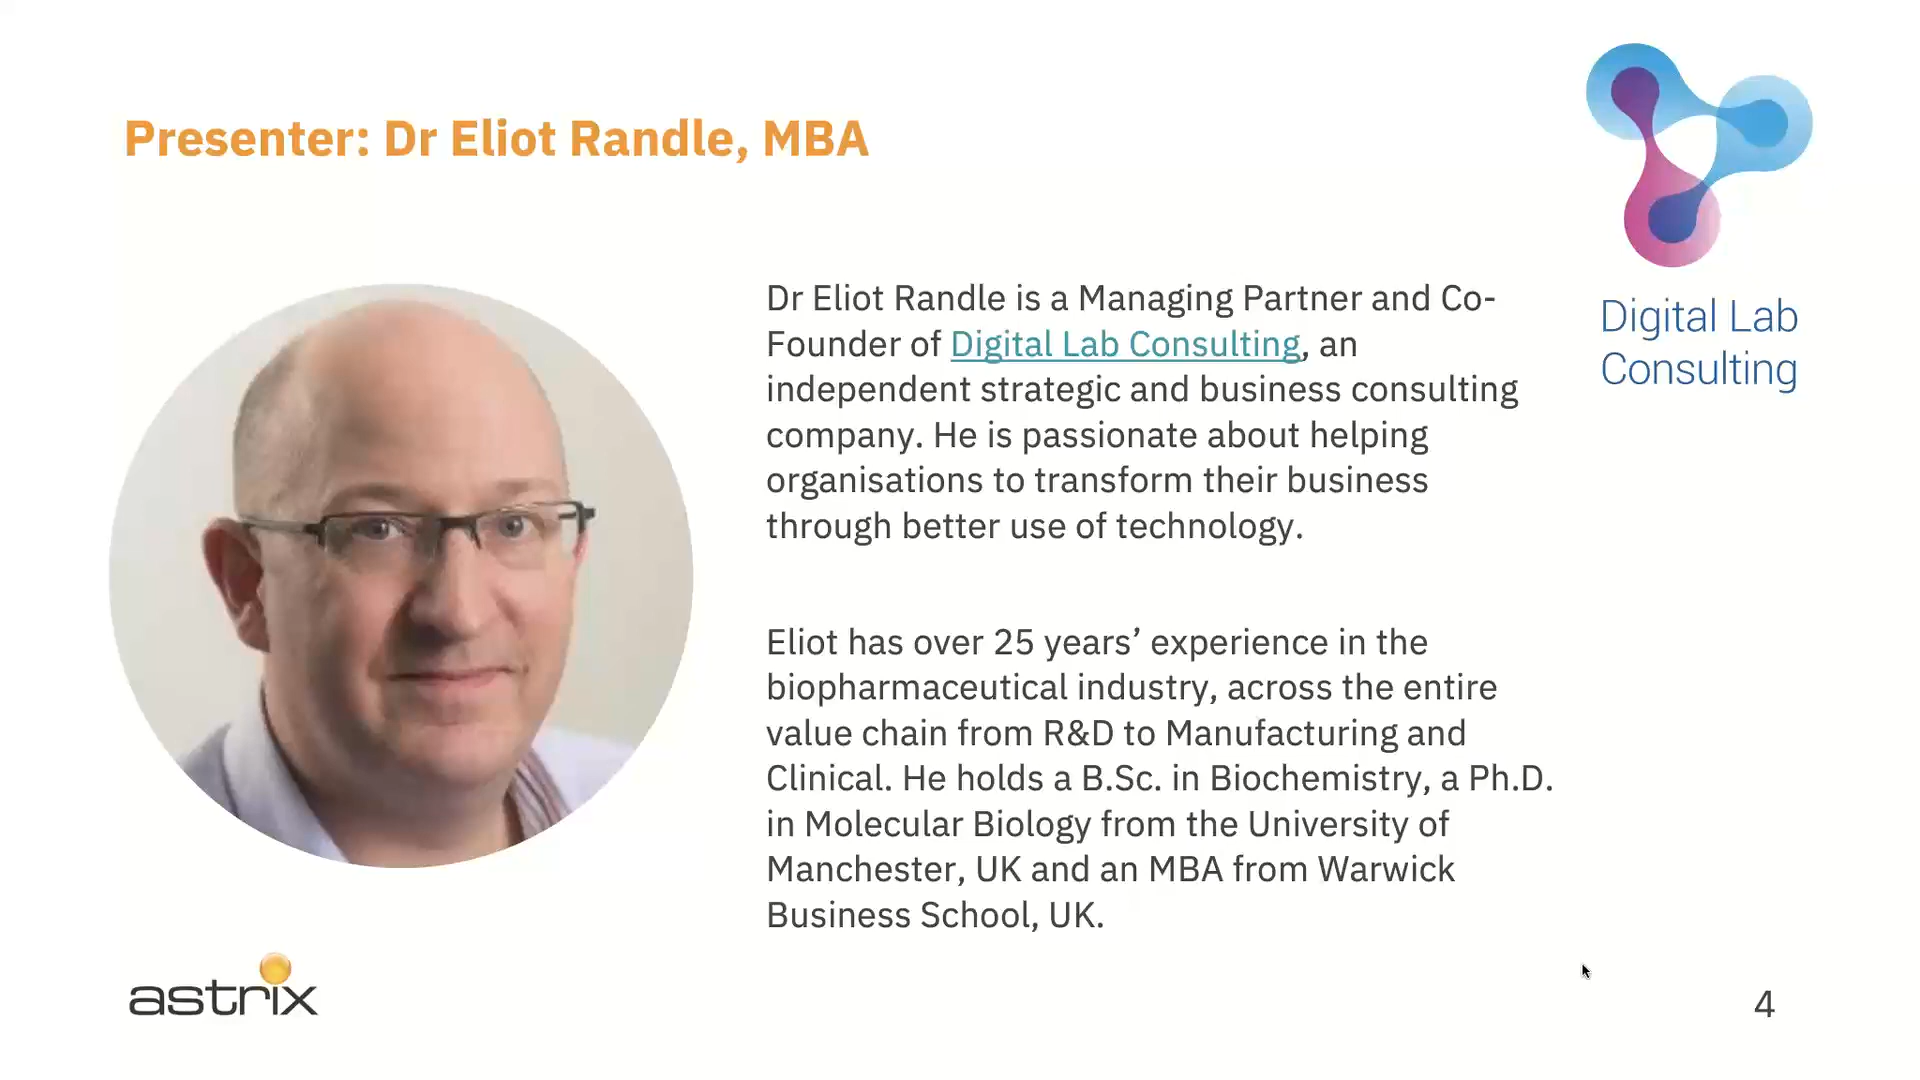 Presenter: Dr Eliot Randle, MBA
Dr Eliot Randle is a Managing Partner and Co-
Founder of Digital Lab Consulting, an
independent strategic and business consulting
company. He is passionate about helping
organisations to transform their business
through better use of technology.
Eliot has over 25 years’ experience in the
biopharmaceutical industry, across the entire
value chain from R&D to Manufacturing and
Clinical. He holds a B.Sc. in Biochemistry, a Ph.D.
in Molecular Biology from the University of
Manchester, UK and an MBA from Warwick
Business School, UK.
Digital Lab
Consulting
astrix
4